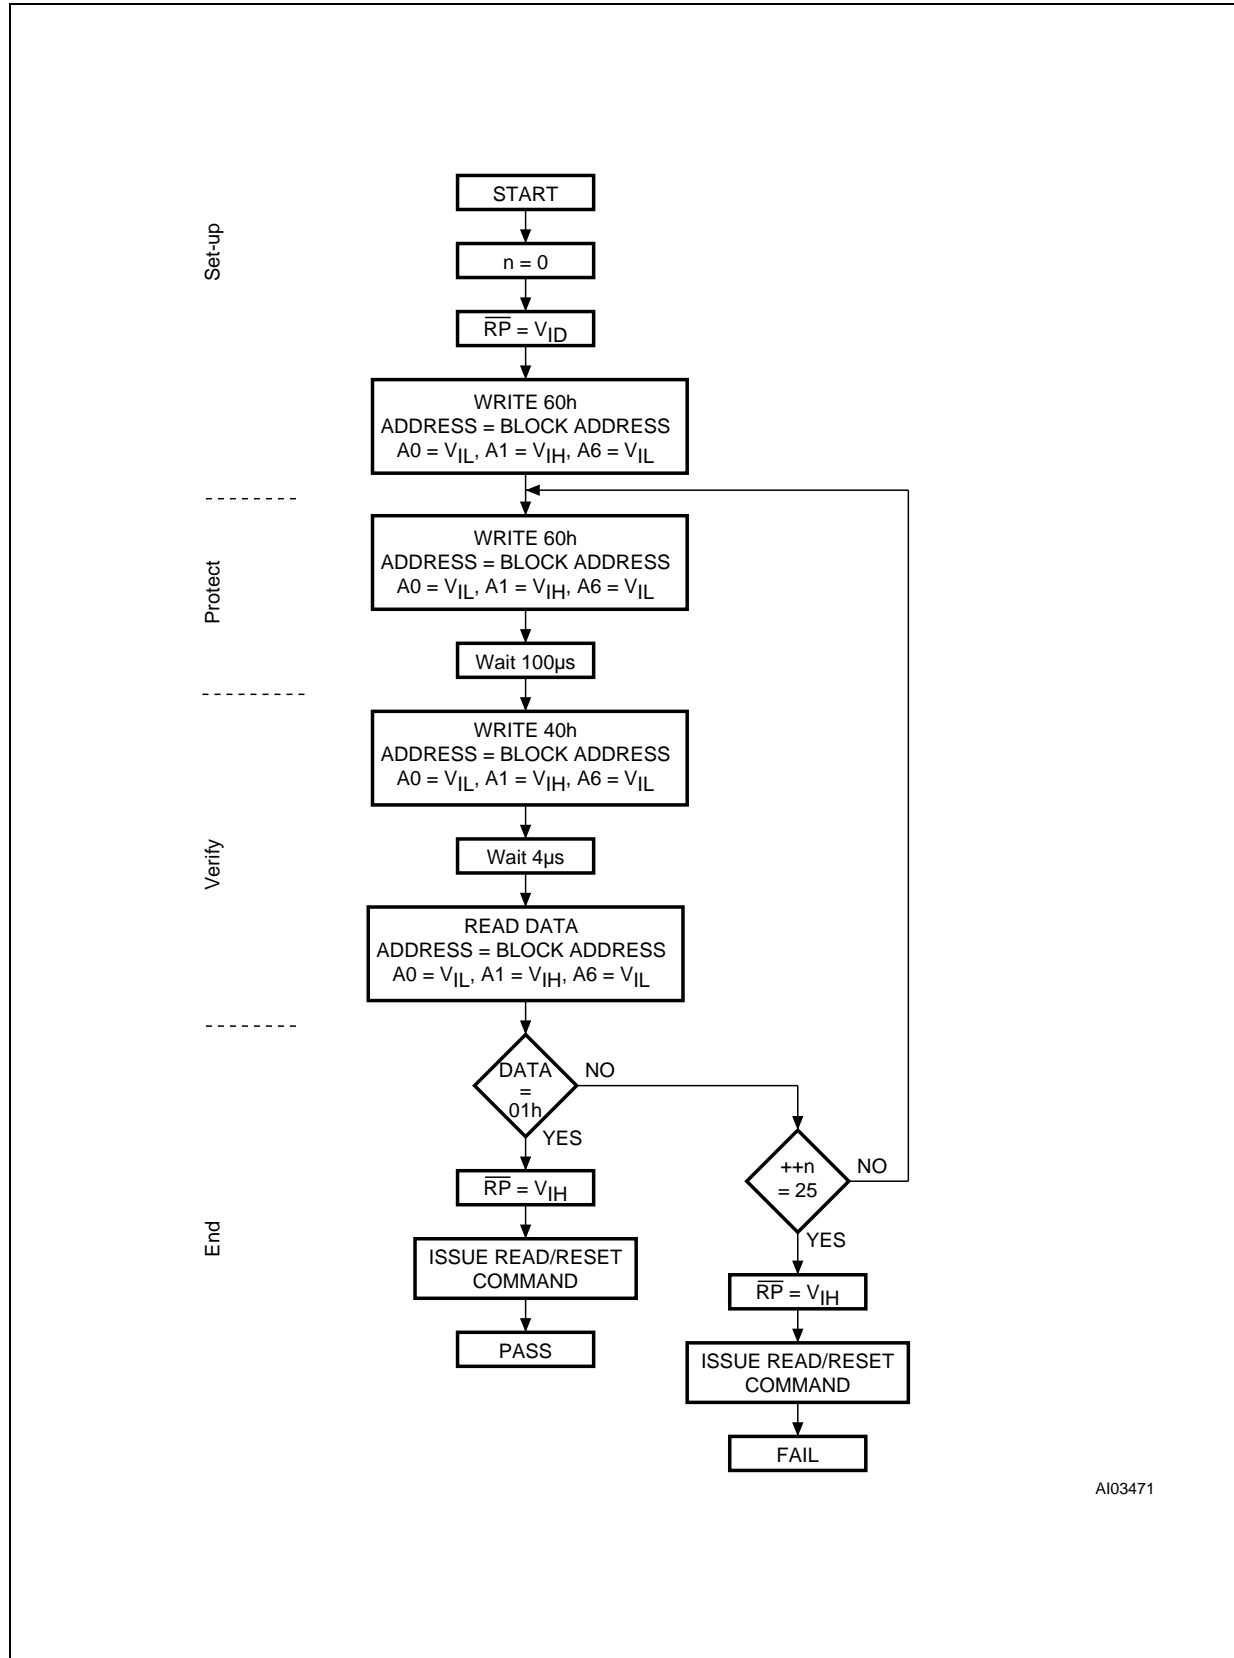 START
Set-up
n = 0
R̅P̅ = VID
WRITE 60h
ADDRESS = BLOCK ADDRESS
A0 = VIL, A1 = VIH, A6 = VIL
WRITE 60h
ADDRESS = BLOCK ADDRESS
A0 = VIL, A1 = VIH, A6 = VIL
Protect
Wait 100µs
WRITE 40h
ADDRESS = BLOCK ADDRESS
A0 = VIL, A1 = VIH, A6 = VIL
Verify
Wait 4µs
READ DATA
ADDRESS = BLOCK ADDRESS
A0 = VIL, A1 = VIH, A6 = VIL
DATA
=
01h
NO
YES
++n
= 25
NO
YES
End
R̅P̅ = VIH
ISSUE READ/RESET
COMMAND
PASS
R̅P̅ = VIH
ISSUE READ/RESET
COMMAND
FAIL
AI03471